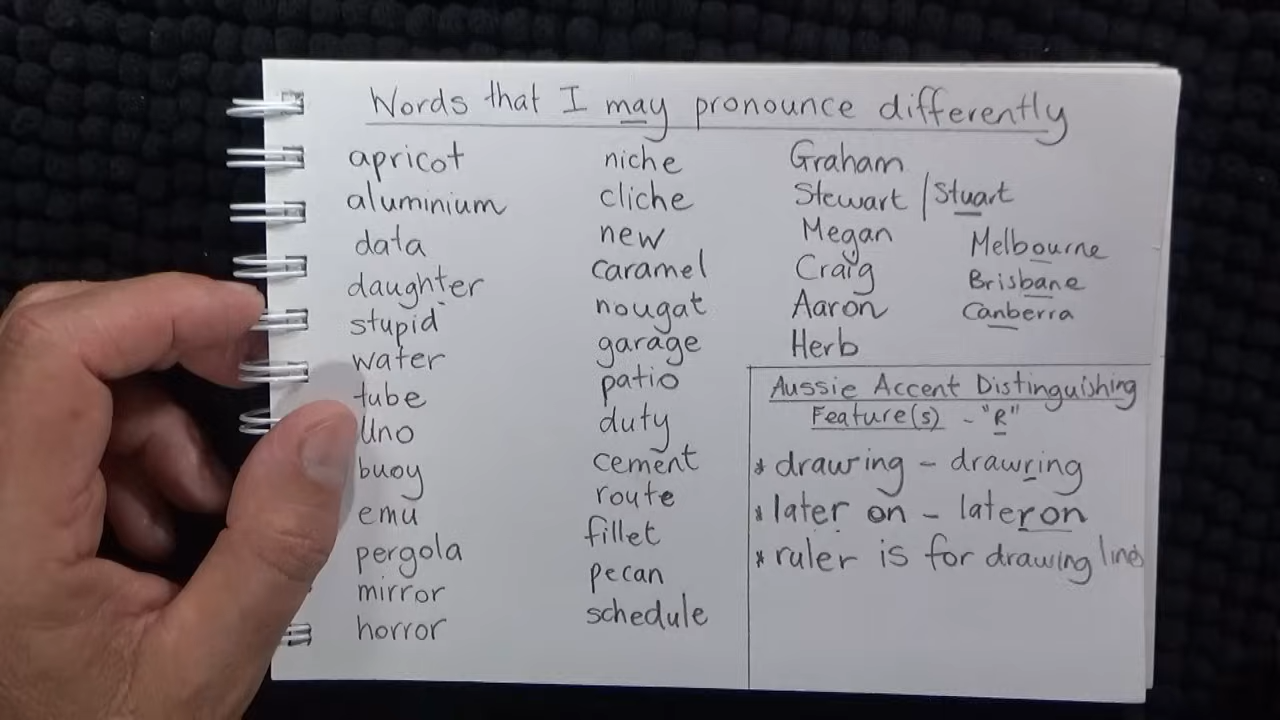 Words that I may pronounce differently
apricot
aluminium
data
daughter
stupid
water
tube
Uno
buoy
emu
pergola
mirror
horror
niche
cliche
new
caramel
nougat
garage
patio
duty
cement
route
fillet
pecan
schedule
Graham
Stewart / Stuart
Megan
Craig
Aaron
Herb
Melbourne
Brisbane
Canberra
Aussie Accent Distinguishing
Feature(s) - "R"
* drawing - drawring
* later on - lateron
* ruler is for drawing lines